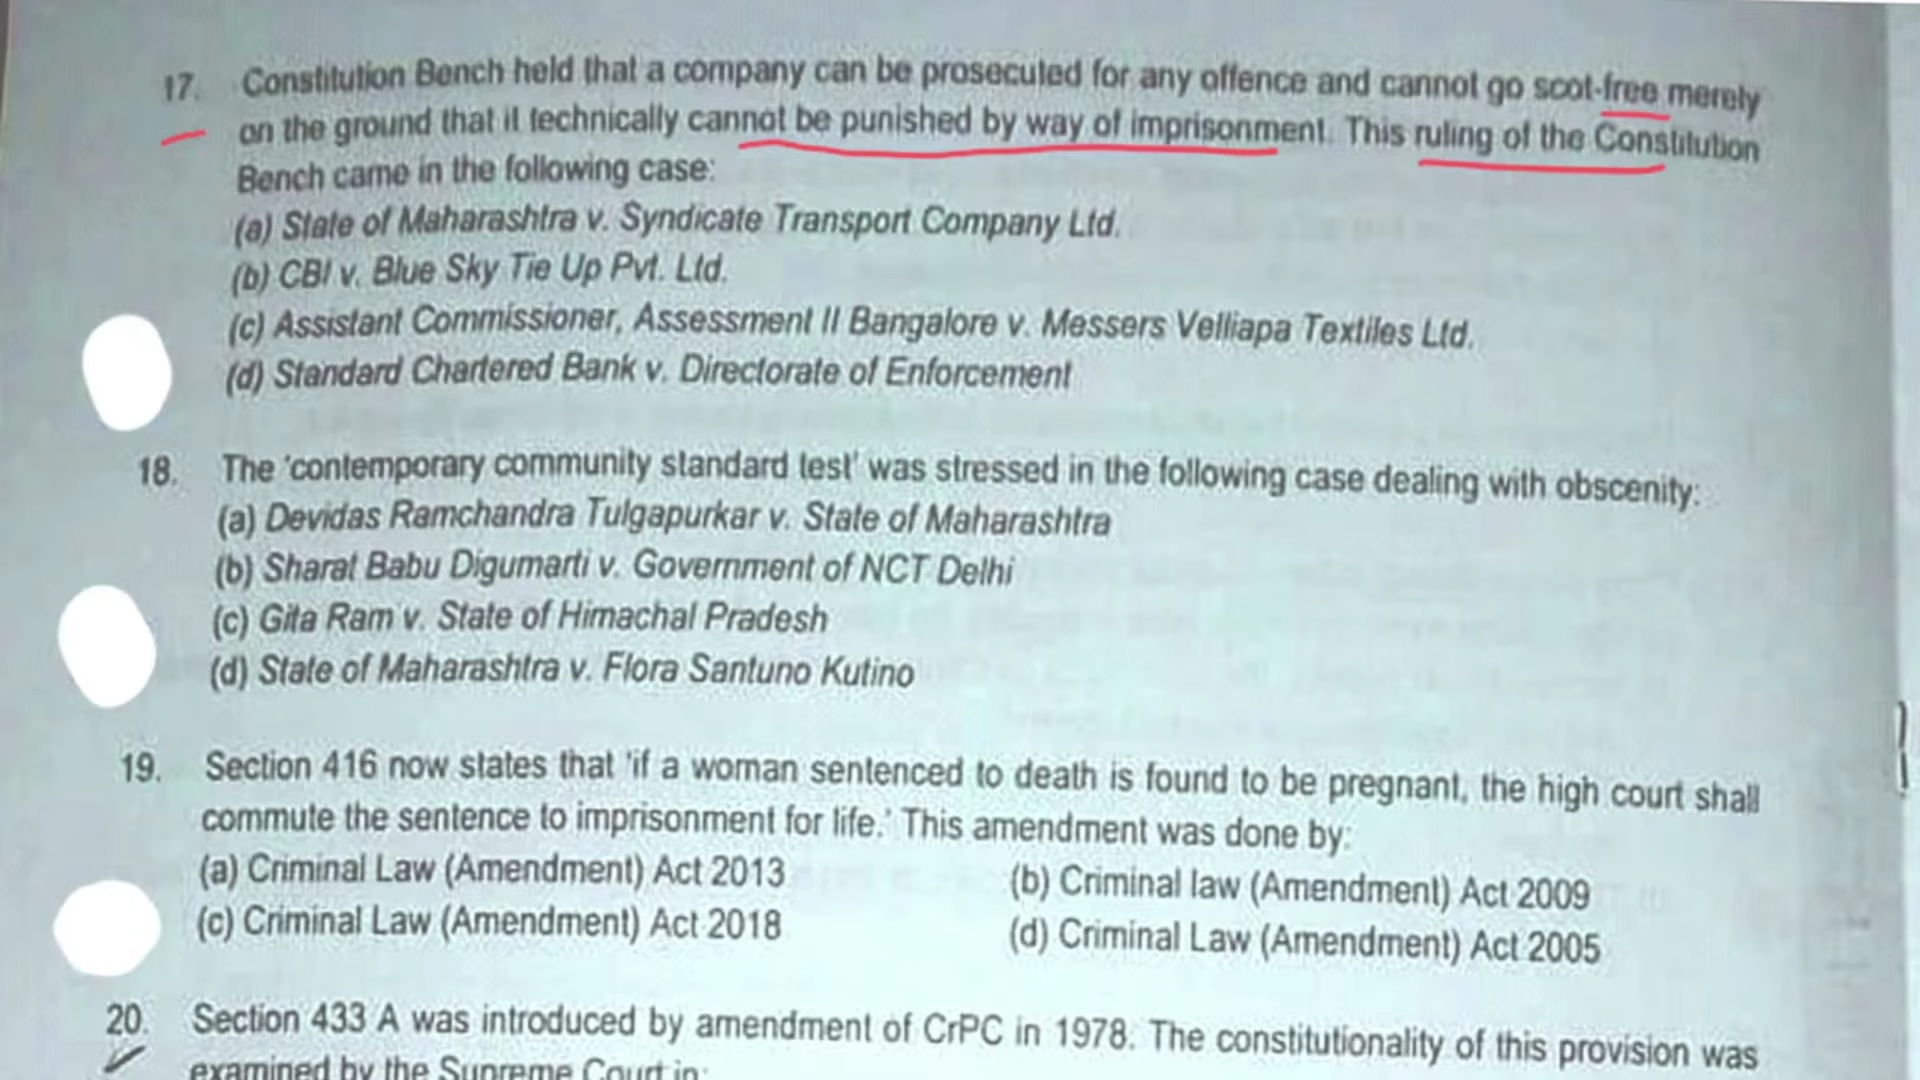 17. Constitution Bench held that a company can be prosecuted for any offence and cannot go scot-free merely
on the ground that it technically cannot be punished by way of imprisonment. This ruling of the Constitution
Bench came in the following case:
(a) State of Maharashtra v. Syndicate Transport Company Ltd.
(b) CBI v. Blue Sky Tie Up Pvt. Ltd.
(c) Assistant Commissioner, Assessment II Bangalore v. Messers Velliapa Textiles Ltd.
(d) Standard Chartered Bank v. Directorate of Enforcement
18. The 'contemporary community standard test' was stressed in the following case dealing with obscenity:
(a) Devidas Ramchandra Tulgapurkar v. State of Maharashtra
(b) Sharat Babu Digumarti v. Government of NCT Delhi
(c) Gita Ram v. State of Himachal Pradesh
(d) State of Maharashtra v. Flora Santuno Kutino
19. Section 416 now states that 'if a woman sentenced to death is found to be pregnant, the high court shall
commute the sentence to imprisonment for life.' This amendment was done by:
(a) Criminal Law (Amendment) Act 2013 (b) Criminal law (Amendment) Act 2009
(c) Criminal Law (Amendment) Act 2018 (d) Criminal Law (Amendment) Act 2005
20. Section 433 A was introduced by amendment of CrPC in 1978. The constitutionality of this provision was
examined by the Supreme Court in: